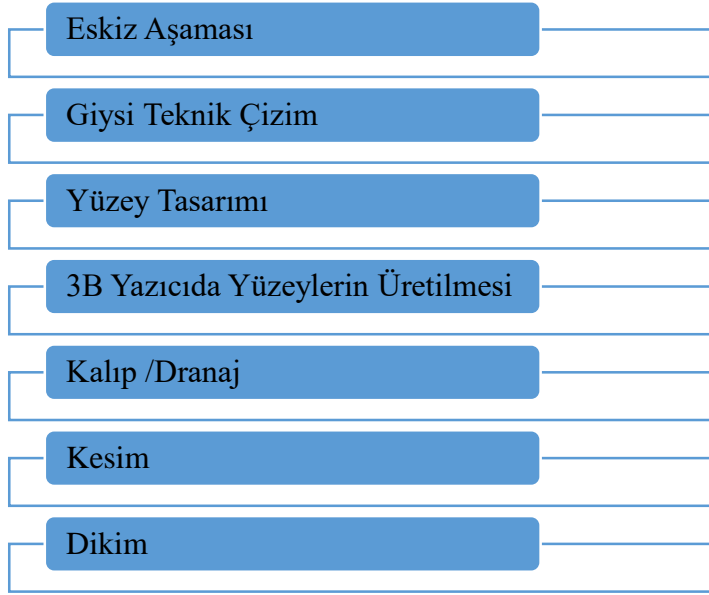 Eskiz Aşaması
Giysi Teknik Çizim
Yüzey Tasarımı
3B Yazıcıda Yüzeylerin Üretilmesi
Kalıp /Dranaj
Kesim
Dikim